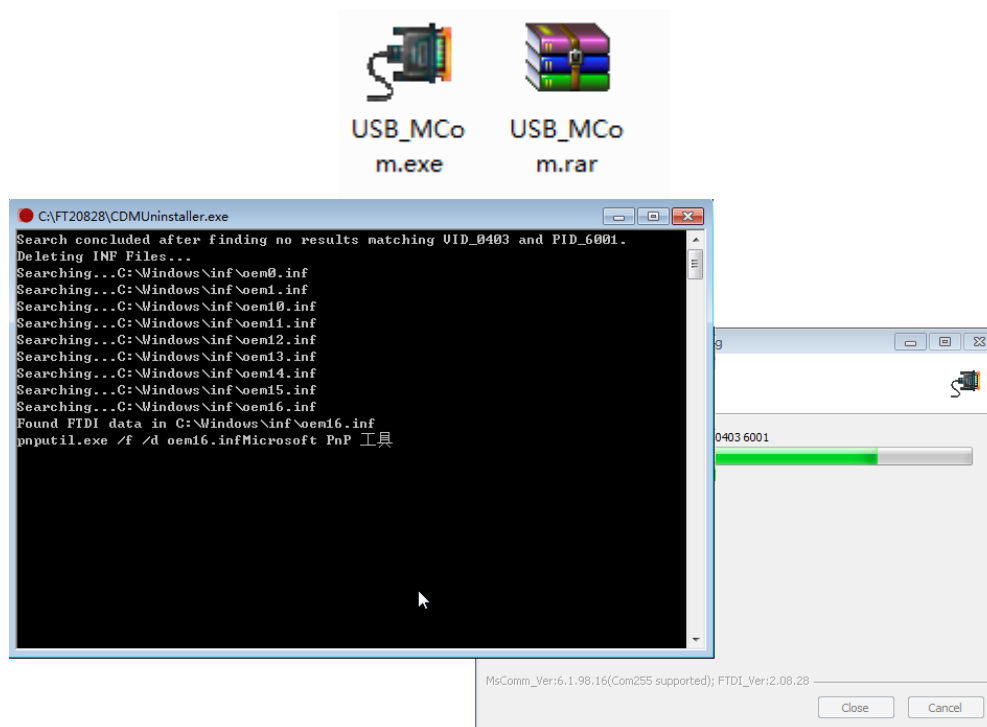 USB_MCo
m.exe
USB_MCo
m.rar
C:\FT20828\CDMUninstaller.exe
Search concluded after finding no results matching VID_0403 and PID_6001.
Deleting INF Files...
Searching...C:\Windows\inf\oem0.inf
Searching...C:\Windows\inf\oem1.inf
Searching...C:\Windows\inf\oem10.inf
Searching...C:\Windows\inf\oem11.inf
Searching...C:\Windows\inf\oem12.inf
Searching...C:\Windows\inf\oem13.inf
Searching...C:\Windows\inf\oem14.inf
Searching...C:\Windows\inf\oem15.inf
Searching...C:\Windows\inf\oem16.inf
Found FTDI data in C:\Windows\inf\oem16.inf
pnputil.exe /f /d oem16.infMicrosoft PnP 工具
g
0403 6001
MsComm_Ver:6.1.98.16(Com255 supported); FTDI_Ver:2.08.28
Close
Cancel